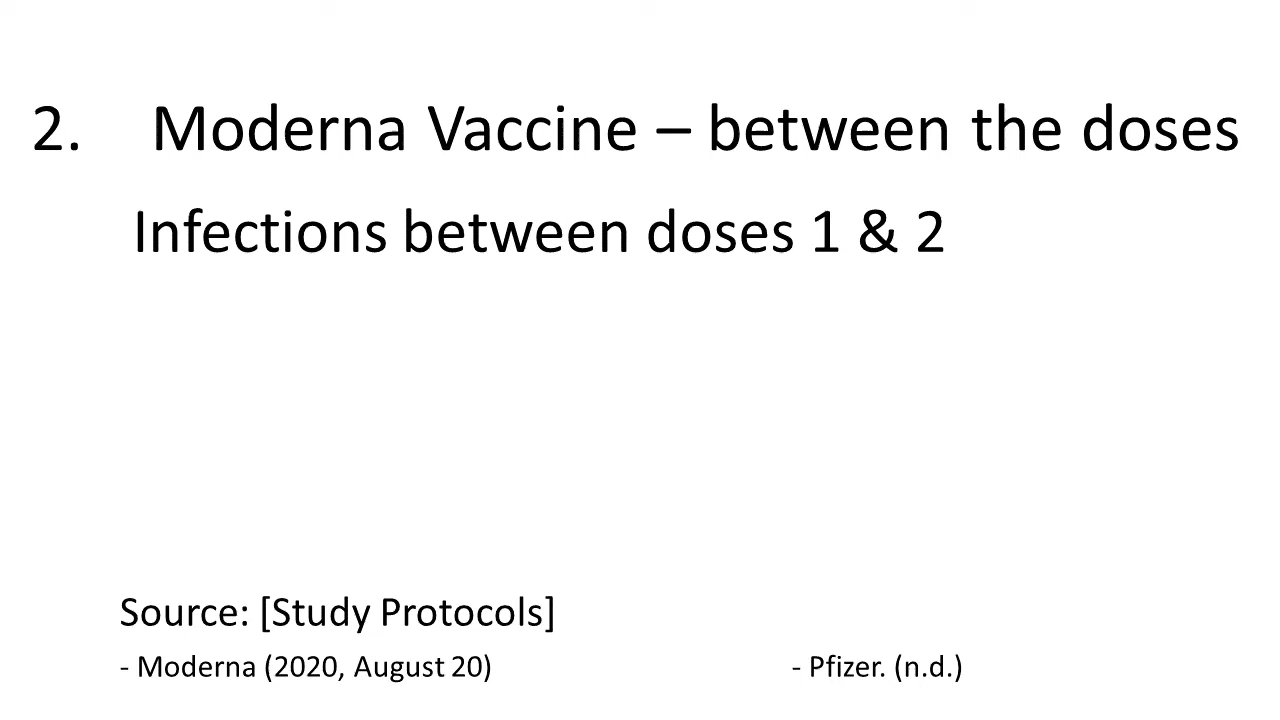 2. Moderna Vaccine – between the doses
Infections between doses 1 & 2
Source: [Study Protocols]
- Moderna (2020, August 20) - Pfizer. (n.d.)